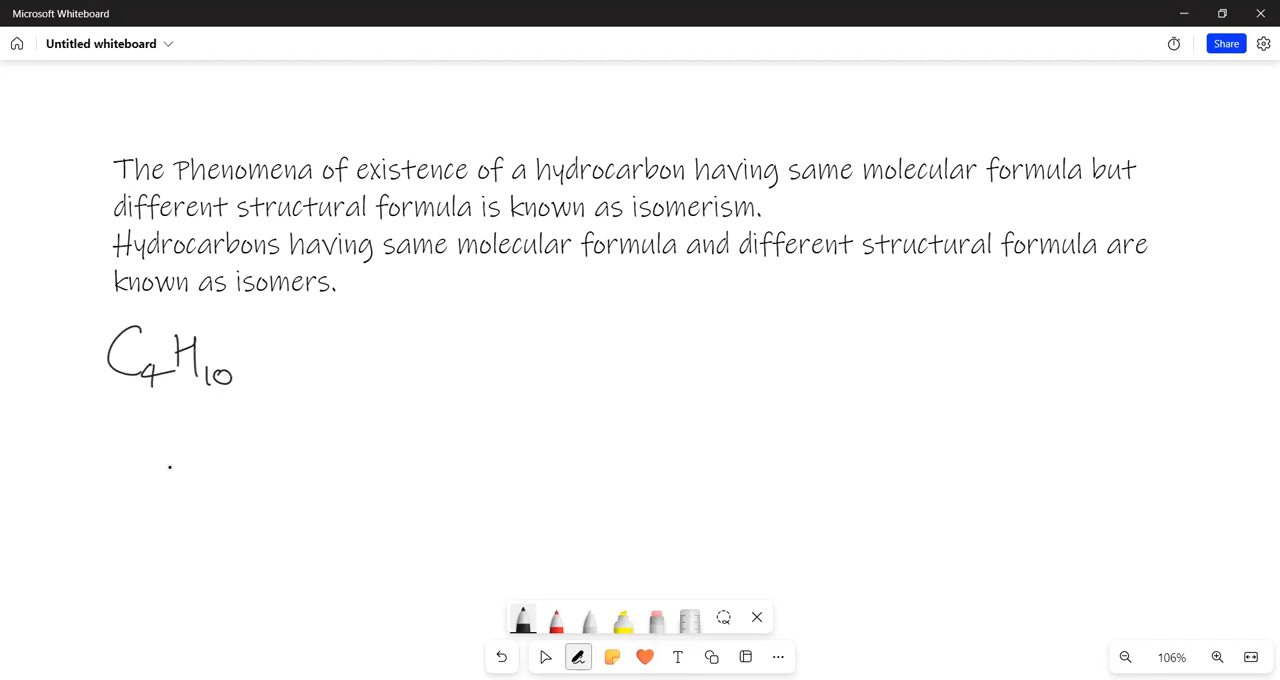 Microsoft Whiteboard
Untitled whiteboard
Share
The Phenomena of existence of a hydrocarbon having same molecular formula but
different structural formula is known as isomerism.
Hydrocarbons having same molecular formula and different structural formula are
known as isomers.
C₄H₁₀
T
106%